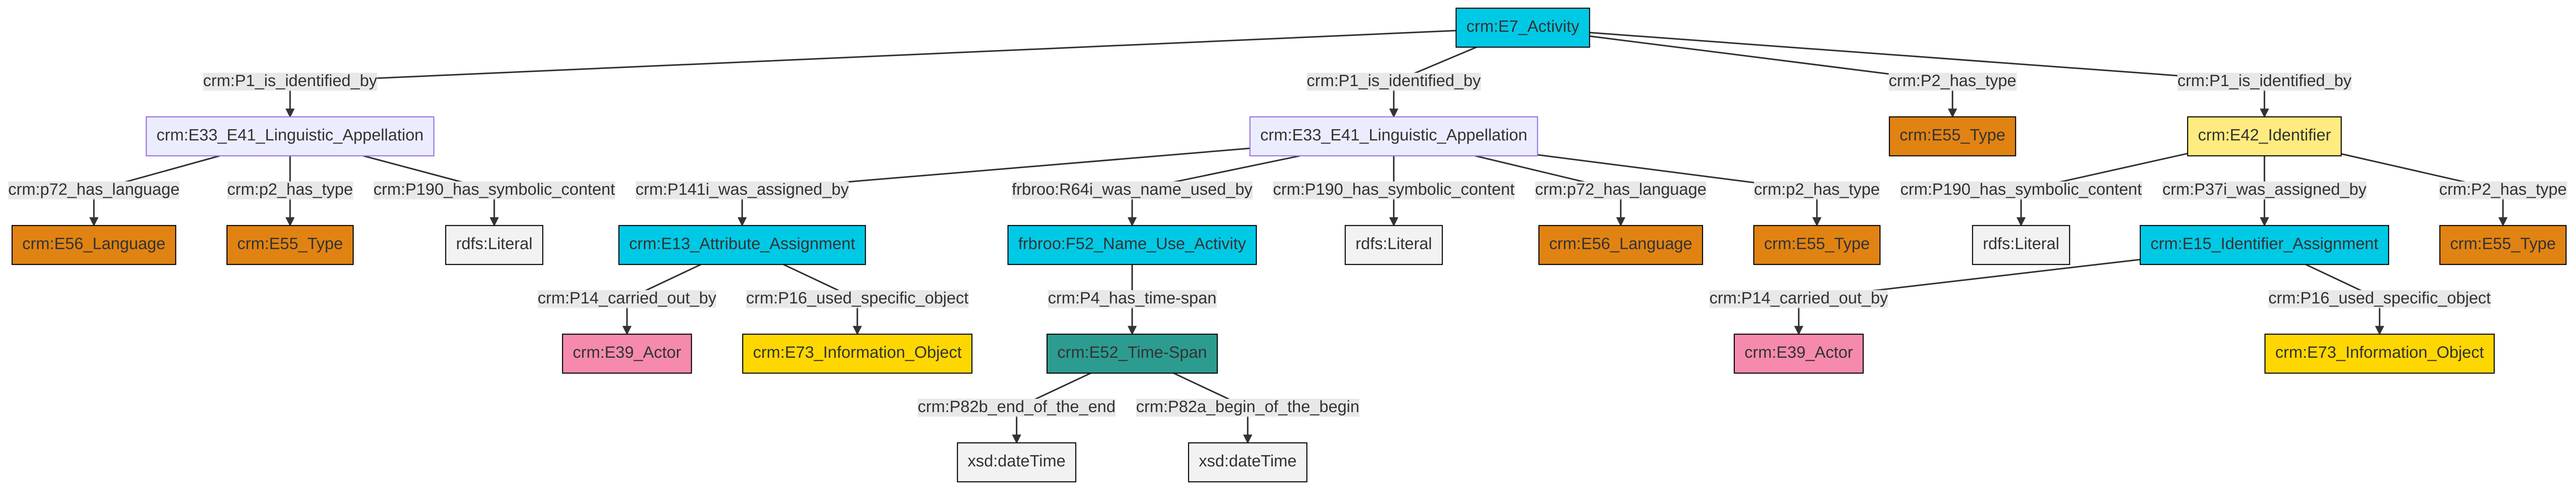 crm:E7_Activity
crm:P1_is_identified_by
crm:P1_is_identified_by
crm:P2_has_type
crm:P1_is_identified_by
crm:E33_E41_Linguistic_Appellation
crm:E33_E41_Linguistic_Appellation
crm:E55_Type
crm:E42_Identifier
crm:p72_has_language
crm:p2_has_type
crm:P190_has_symbolic_content
crm:P141i_was_assigned_by
frbroo:R64i_was_name_used_by
crm:P190_has_symbolic_content
crm:p72_has_language
crm:p2_has_type
crm:P190_has_symbolic_content
crm:P37i_was_assigned_by
crm:P2_has_type
crm:E56_Language
crm:E55_Type
rdfs:Literal
crm:E13_Attribute_Assignment
frbroo:F52_Name_Use_Activity
rdfs:Literal
crm:E56_Language
crm:E55_Type
rdfs:Literal
crm:E15_Identifier_Assignment
crm:E55_Type
crm:P14_carried_out_by
crm:P16_used_specific_object
crm:P4_has_time-span
crm:P14_carried_out_by
crm:P16_used_specific_object
crm:E39_Actor
crm:E73_Information_Object
crm:E52_Time-Span
crm:E39_Actor
crm:E73_Information_Object
crm:P82b_end_of_the_end
crm:P82a_begin_of_the_begin
xsd:dateTime
xsd:dateTime